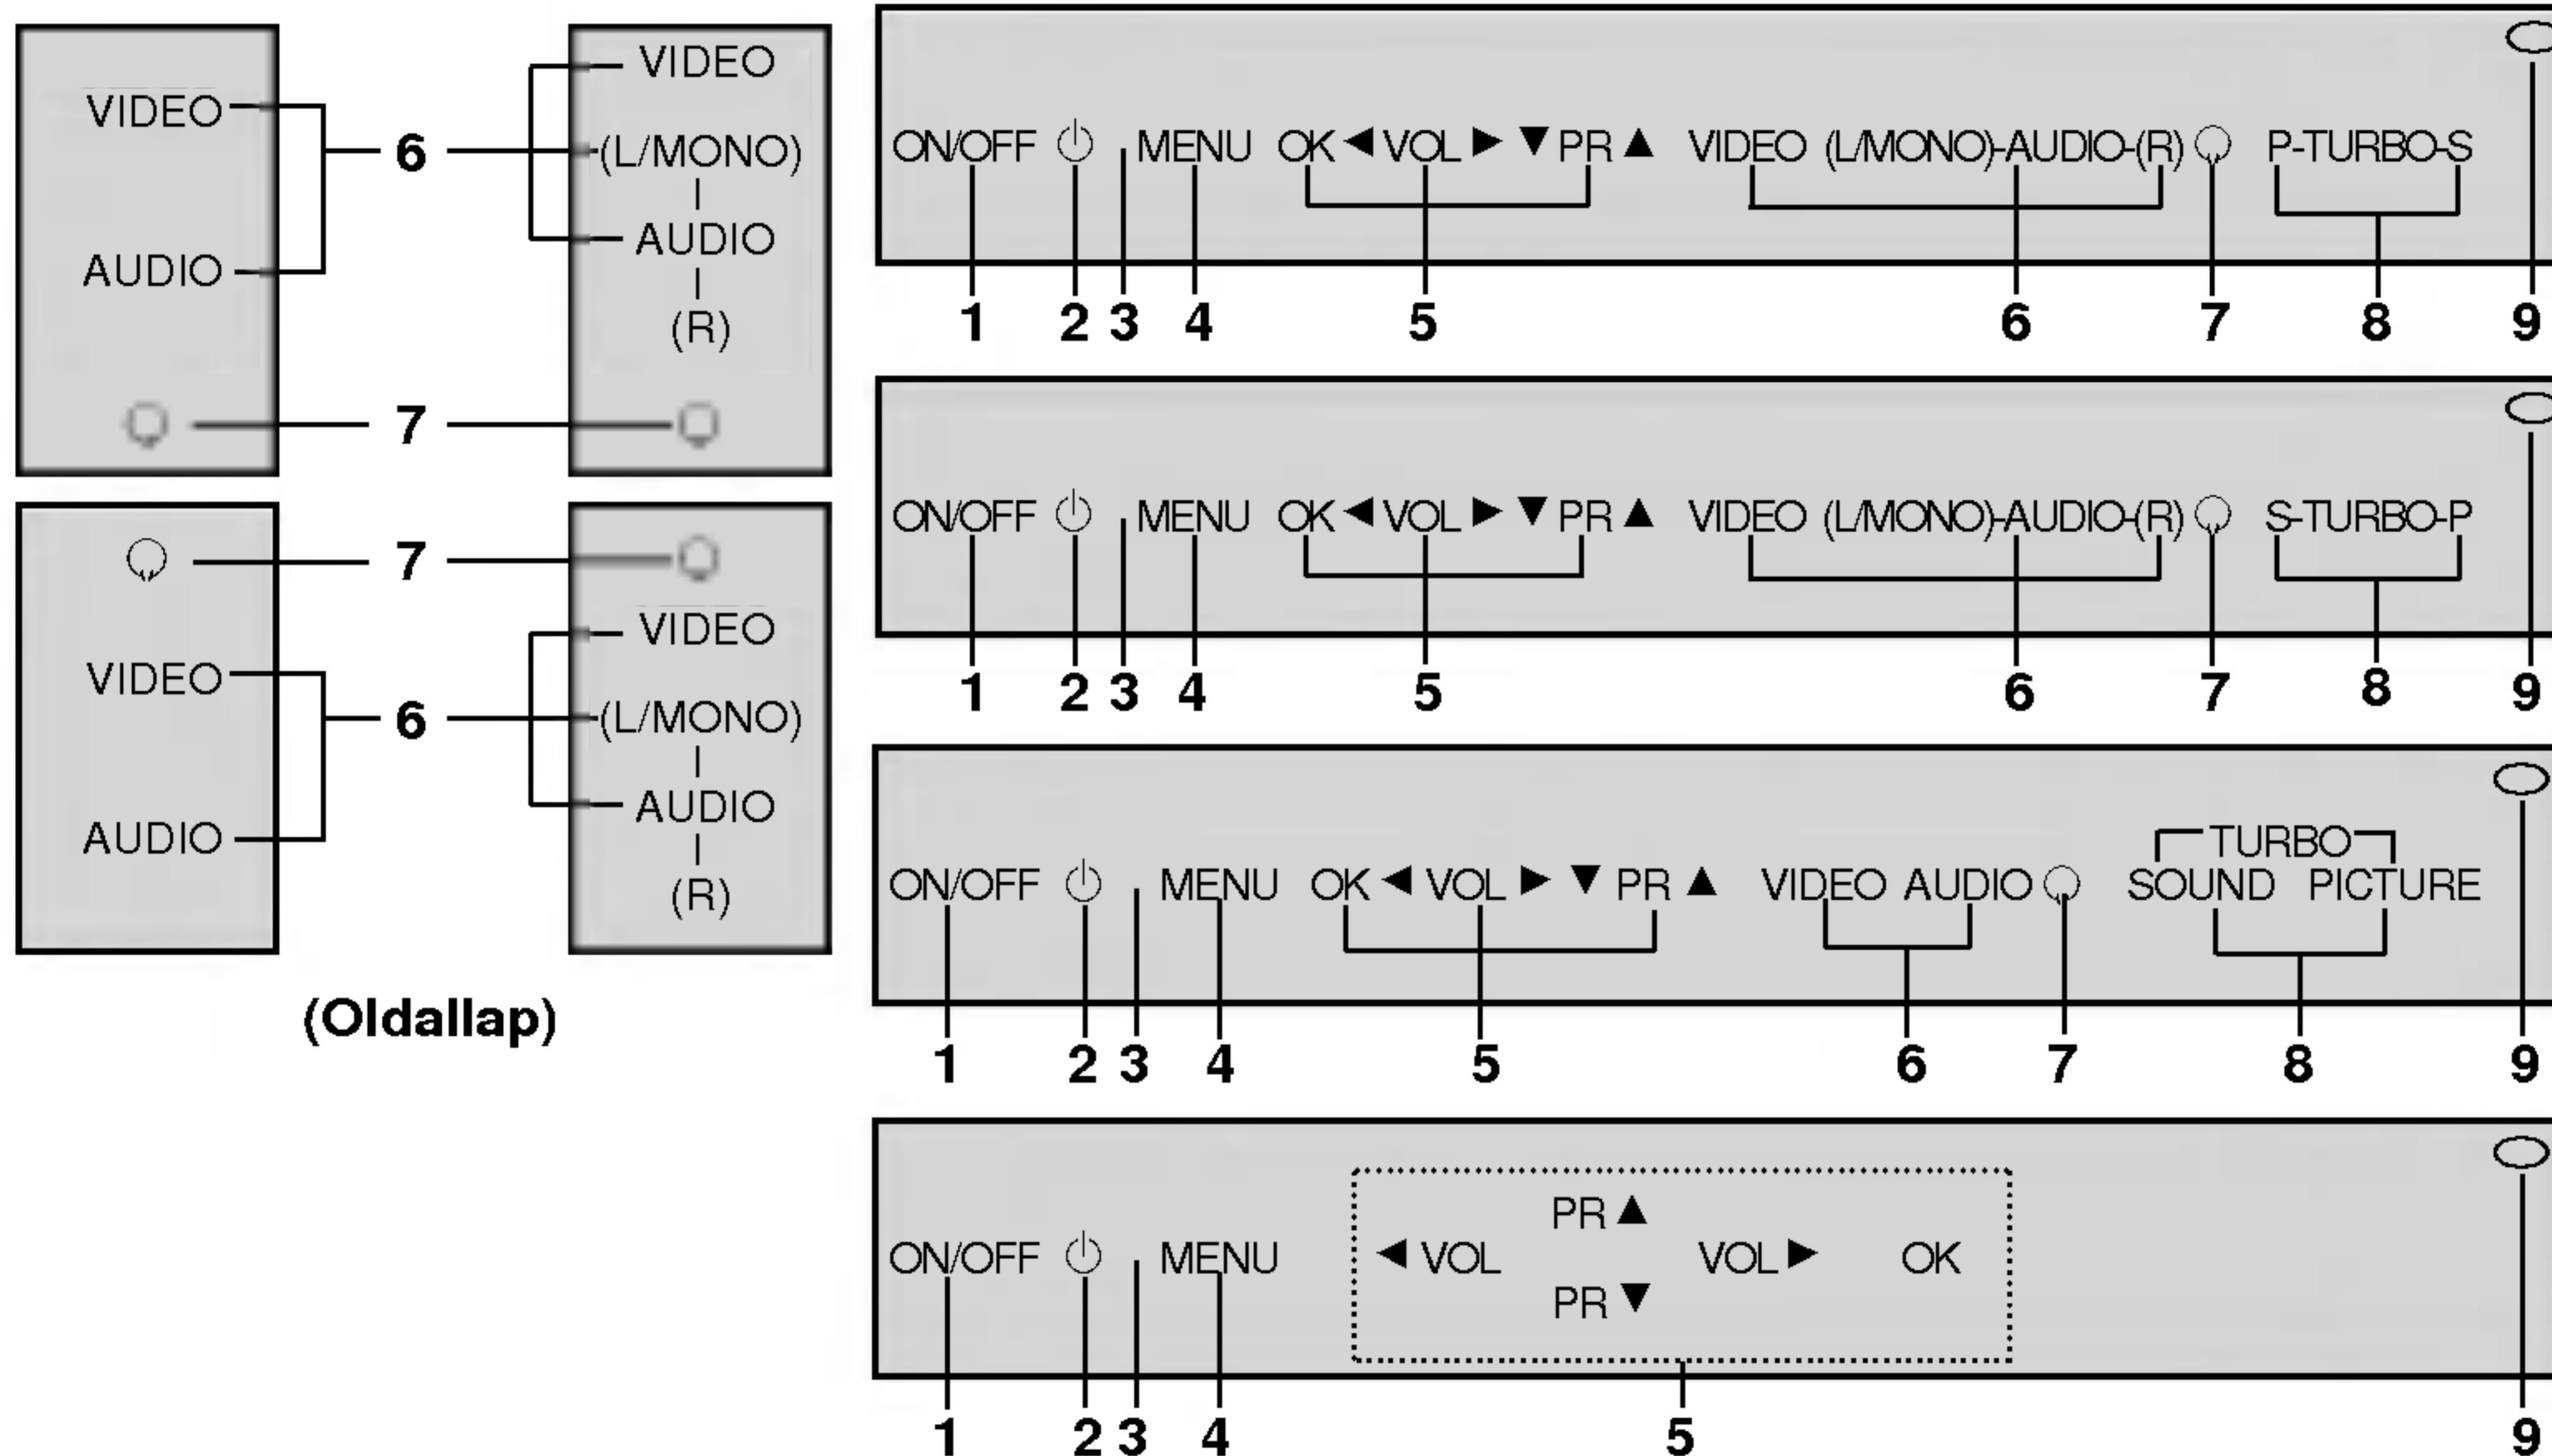 VIDEO
6
AUDIO
7
VIDEO
(L/MONO)
AUDIO
(R)
7
VIDEO
6
AUDIO
VIDEO
(L/MONO)
AUDIO
(R)
(Oldallap)
ON/OFF MENU OK ◀ VOL ▶ ▼ PR ▲ VIDEO (L/MONO)-AUDIO-(R) P-TURBO-S
1 2 3 4 5 6 7 8 9
ON/OFF MENU OK ◀ VOL ▶ ▼ PR ▲ VIDEO (L/MONO)-AUDIO-(R) S-TURBO-P
1 2 3 4 5 6 7 8 9
TURBO
ON/OFF MENU OK ◀ VOL ▶ ▼ PR ▲ VIDEO AUDIO SOUND PICTURE
1 2 3 4 5 6 7 8 9
PR ▲
ON/OFF MENU ◀ VOL VOL ▶ OK
PR ▼
1 2 3 4 5 9